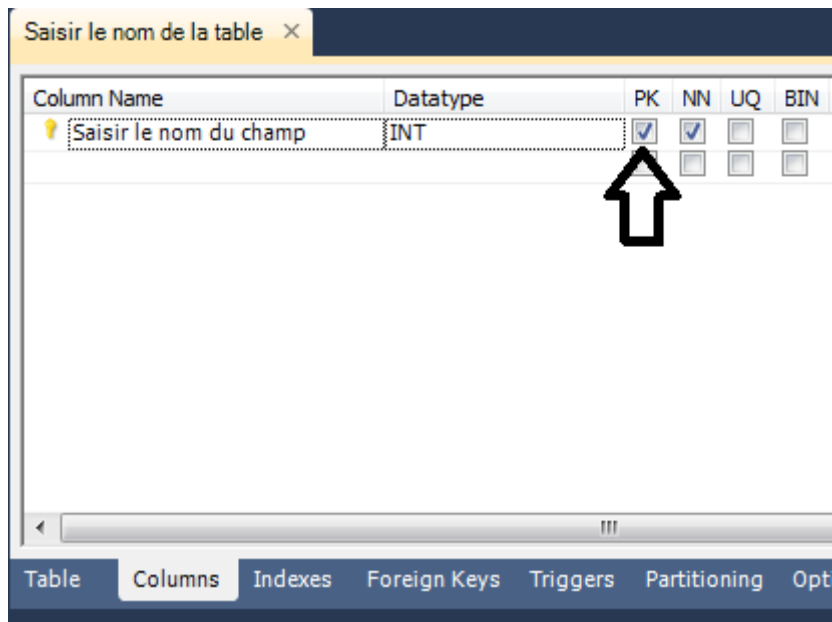 Saisir le nom de la table ×
Column Name Datatype PK NN UQ BIN
Saisir le nom du champ INT
Table Columns Indexes Foreign Keys Triggers Partitioning Opt